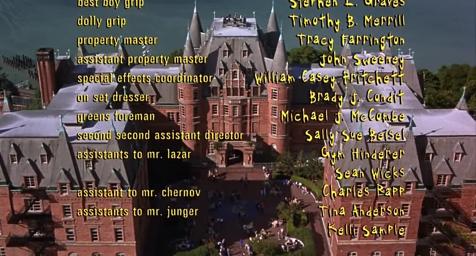 best boy grip Stephen L. Graves
dolly grip Timothy B. Merrill
property master Tracy Farrington
assistant property master John Sweeney
special effects coordinator William Casey Pritchett
on set dresser Brady J. Condit
greens foreman Michael J. McCombe
second second assistant director Sally Sue Beisel
assistants to mr. lazar Gym Hinderer
Sean Wicks
assistant to mr. chernov Charles Bapp
assistants to mr. junger Tina Anderson
Kelli Sample